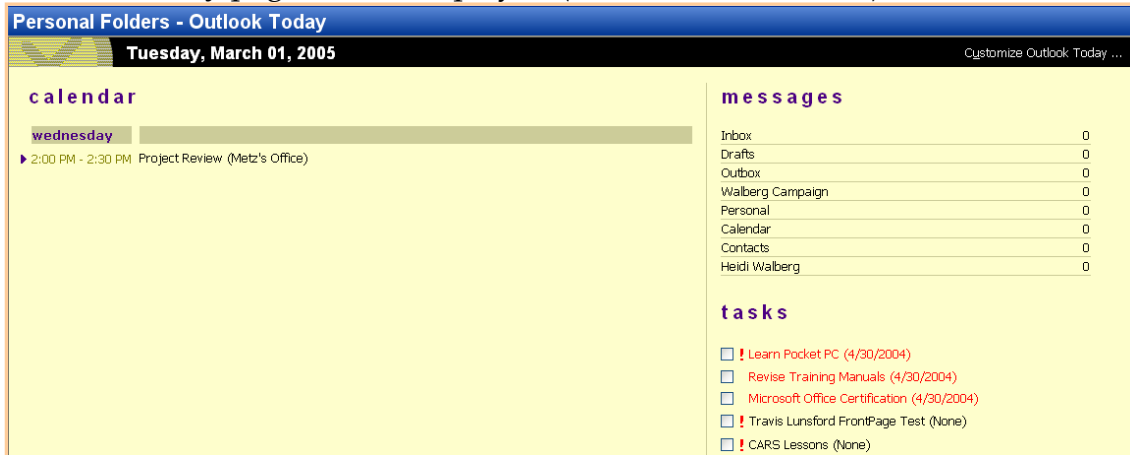 Personal Folders - Outlook Today
Tuesday, March 01, 2005
Customize Outlook Today ...
calendar
wednesday
2:00 PM - 2:30 PM Project Review (Metz's Office)
messages
Inbox 0
Drafts 0
Outbox 0
Walberg Campaign 0
Personal 0
Calendar 0
Contacts 0
Heidi Walberg 0
tasks
! Learn Pocket PC (4/30/2004)
Revise Training Manuals (4/30/2004)
Microsoft Office Certification (4/30/2004)
! Travis Lunsford FrontPage Test (None)
! CARS Lessons (None)